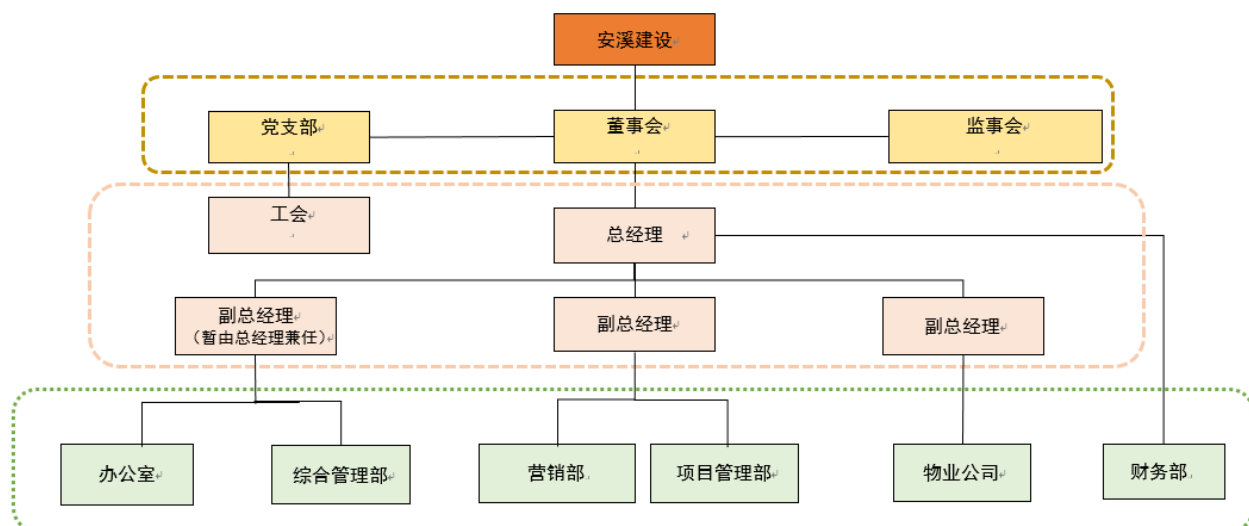 安溪建设
党支部
董事会
监事会
工会
总经理
副总经理
（暂由总经理兼任）
副总经理
副总经理
办公室
综合管理部
营销部
项目管理部
物业公司
财务部